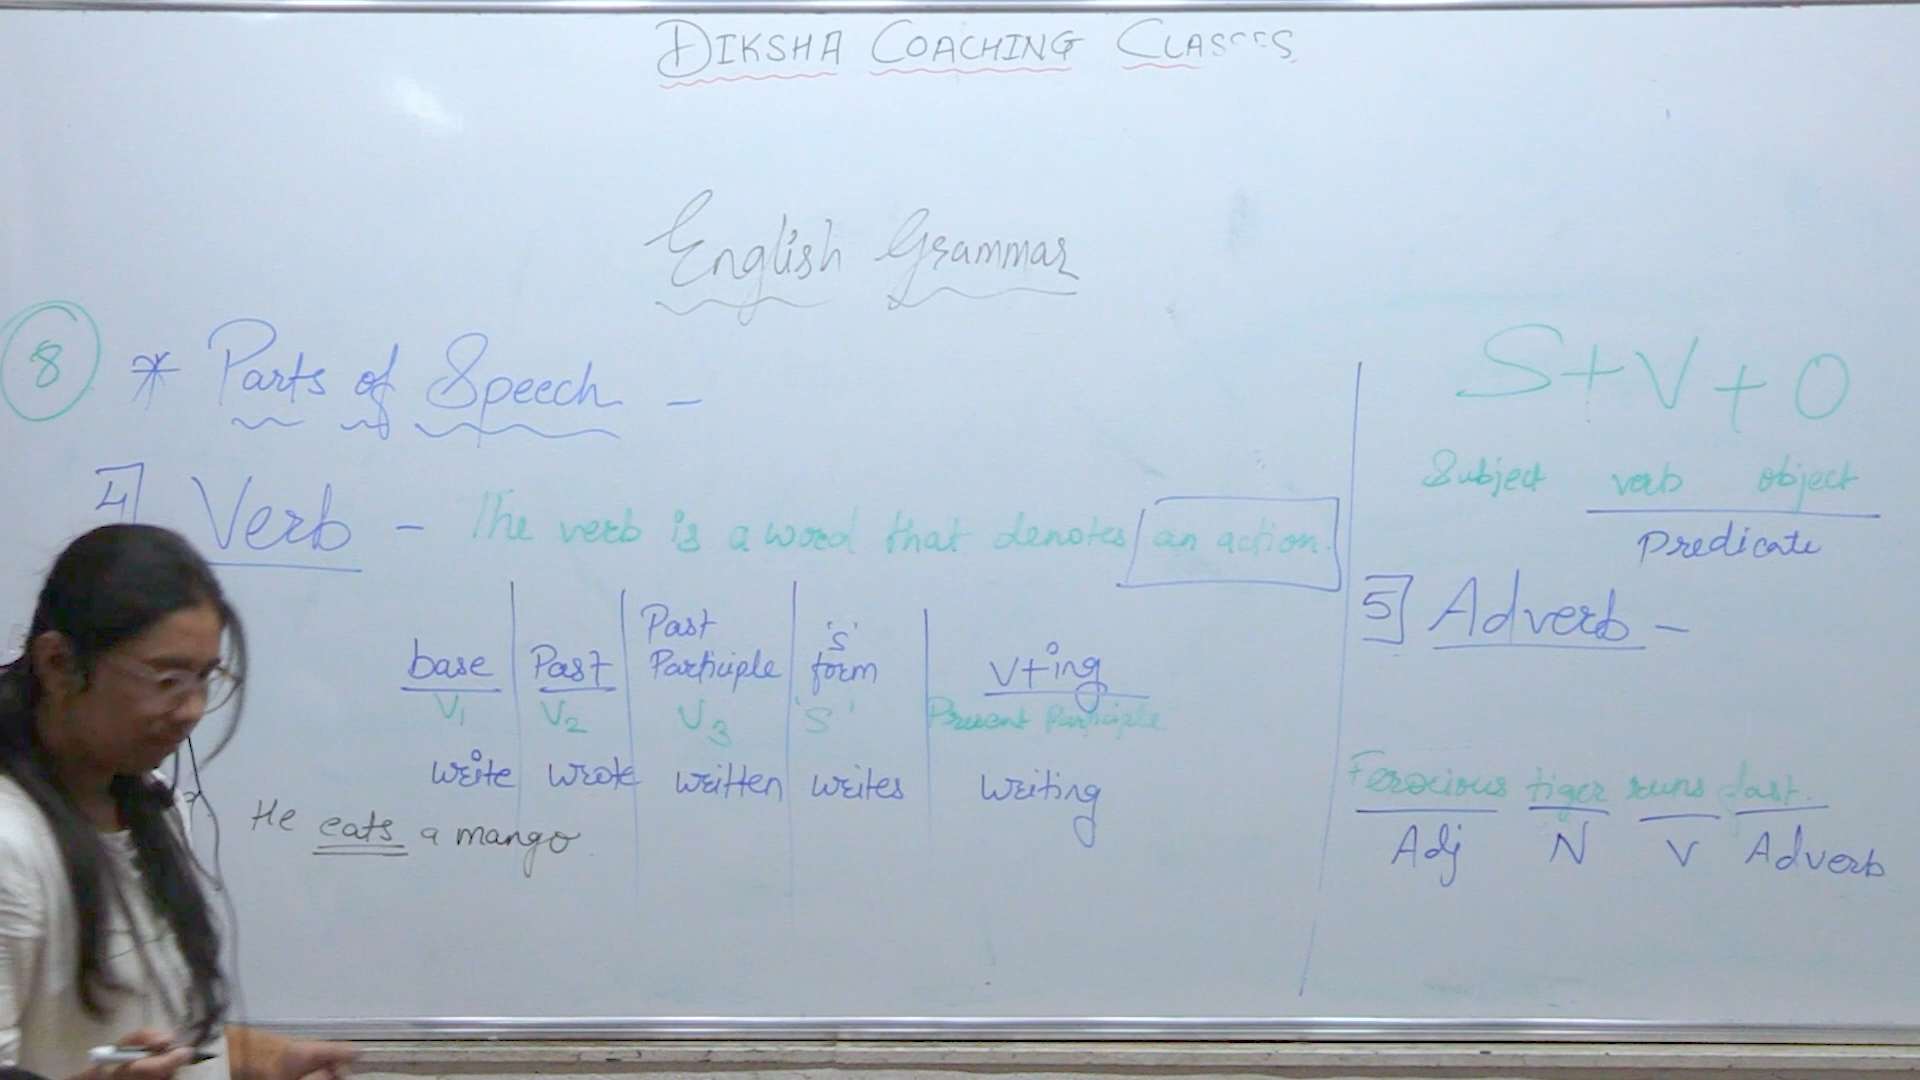 DIKSHA COACHING CLASSES
English Grammar
8 * Parts of Speech -
4] Verb - The verb is a word that denotes an action.
base Past Past Participle 's' form V+ing
V1 V2 V3 's' Present Participle
write wrote written writes writing
He eats a mango.
S+V+O
Subject verb object
Predicate
5] Adverb -
Ferocious tiger runs fast.
Adj N V Adverb